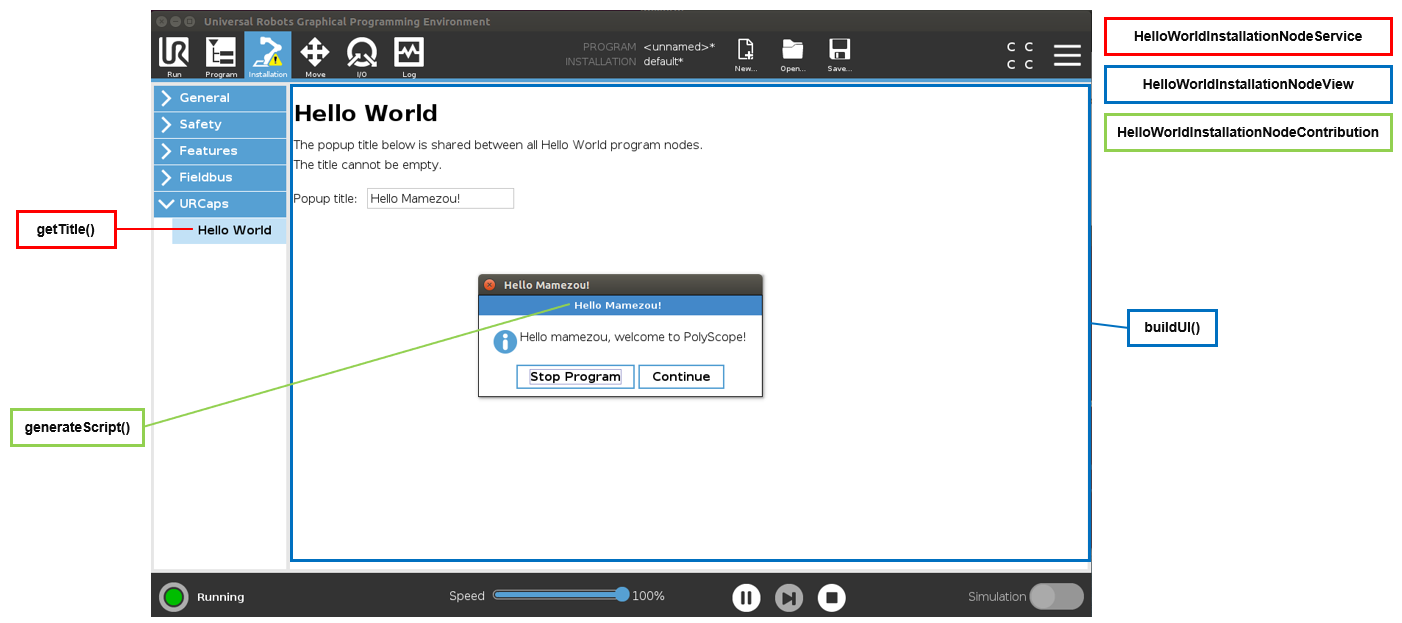 Universal Robots Graphical Programming Environment
Run
Program
Installation
Move
I/O
Log
PROGRAM <unnamed>*
INSTALLATION default*
New...
Open...
Save...
C C
C C
HelloWorldInstallationNodeService
HelloWorldInstallationNodeView
HelloWorldInstallationNodeContribution
General
Safety
Features
Fieldbus
URCaps
Hello World
Hello World
The popup title below is shared between all Hello World program nodes.
The title cannot be empty.
Popup title: Hello Mamezou!
getTitle()
Hello Mamezou!
Hello Mamezou!
Hello mamezou, welcome to PolyScope!
Stop Program Continue
buildUI()
generateScript()
Running
Speed 100%
Simulation